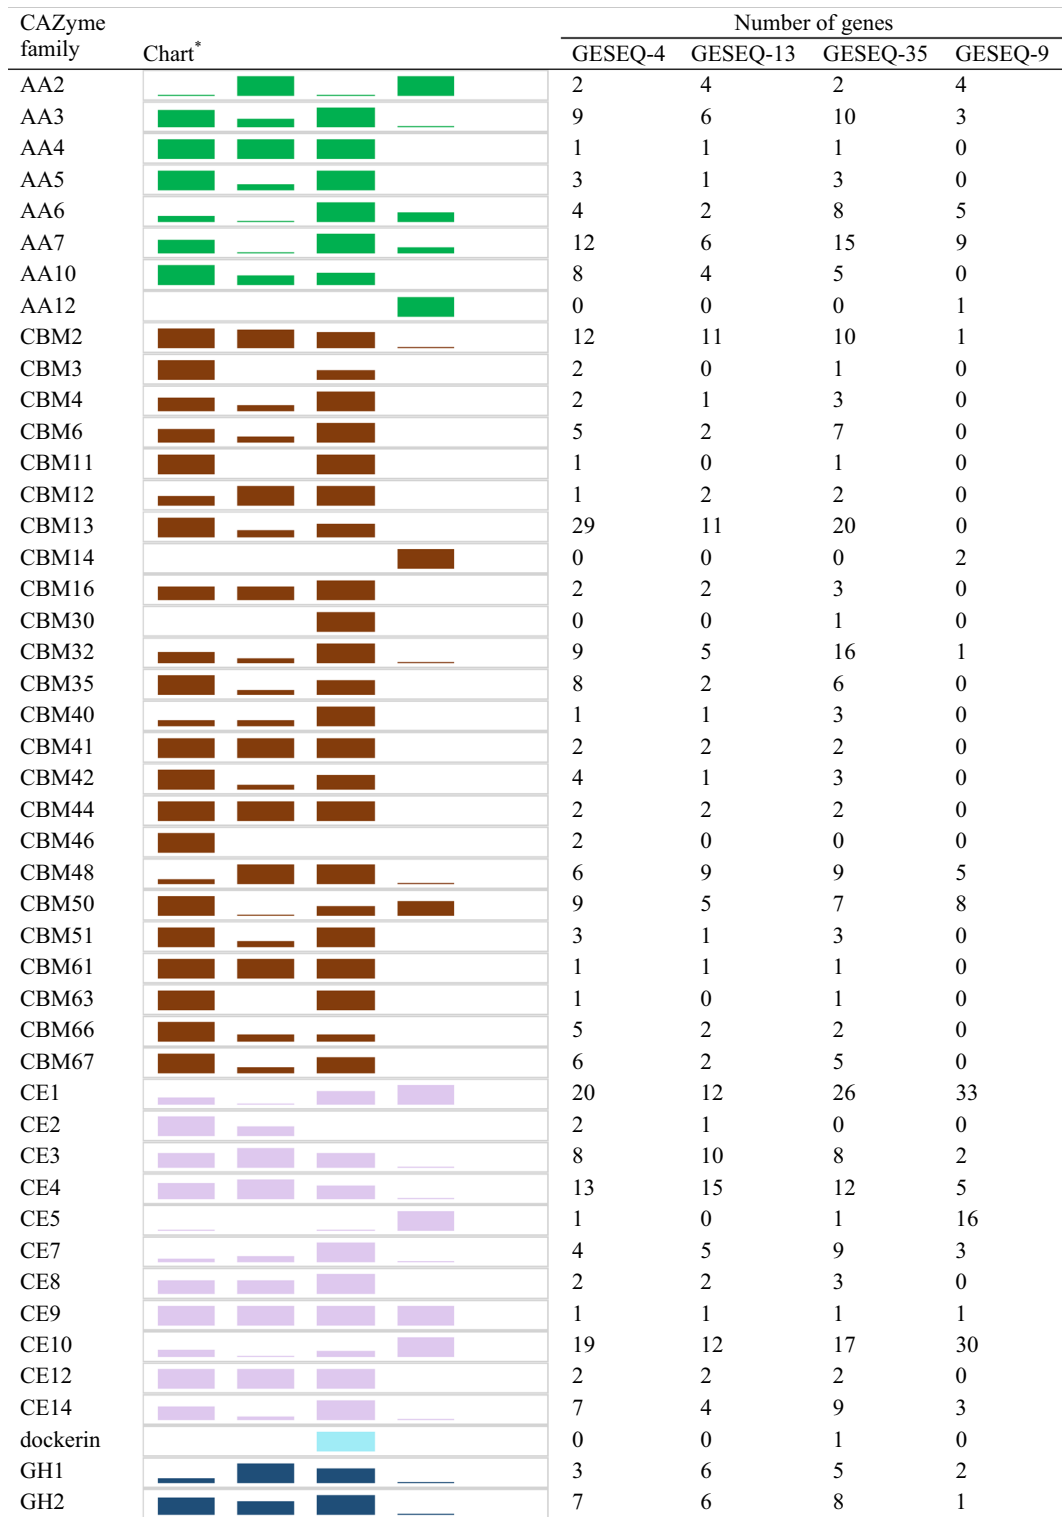 CAZyme family Chart* Number of genes
GESEQ-4 GESEQ-13 GESEQ-35 GESEQ-9
AA2 2 4 2 4
AA3 9 6 10 3
AA4 1 1 1 0
AA5 3 1 3 0
AA6 4 2 8 5
AA7 12 6 15 9
AA10 8 4 5 0
AA12 0 0 0 1
CBM2 12 11 10 1
CBM3 2 0 1 0
CBM4 2 1 3 0
CBM6 5 2 7 0
CBM11 1 0 1 0
CBM12 1 2 2 0
CBM13 29 11 20 0
CBM14 0 0 0 2
CBM16 2 2 3 0
CBM30 0 0 1 0
CBM32 9 5 16 1
CBM35 8 2 6 0
CBM40 1 1 3 0
CBM41 2 2 2 0
CBM42 4 1 3 0
CBM44 2 2 2 0
CBM46 2 0 0 0
CBM48 6 9 9 5
CBM50 9 5 7 8
CBM51 3 1 3 0
CBM61 1 1 1 0
CBM63 1 0 1 0
CBM66 5 2 2 0
CBM67 6 2 5 0
CE1 20 12 26 33
CE2 2 1 0 0
CE3 8 10 8 2
CE4 13 15 12 5
CE5 1 0 1 16
CE7 4 5 9 3
CE8 2 2 3 0
CE9 1 1 1 1
CE10 19 12 17 30
CE12 2 2 2 0
CE14 7 4 9 3
dockerin 0 0 1 0
GH1 3 6 5 2
GH2 7 6 8 1